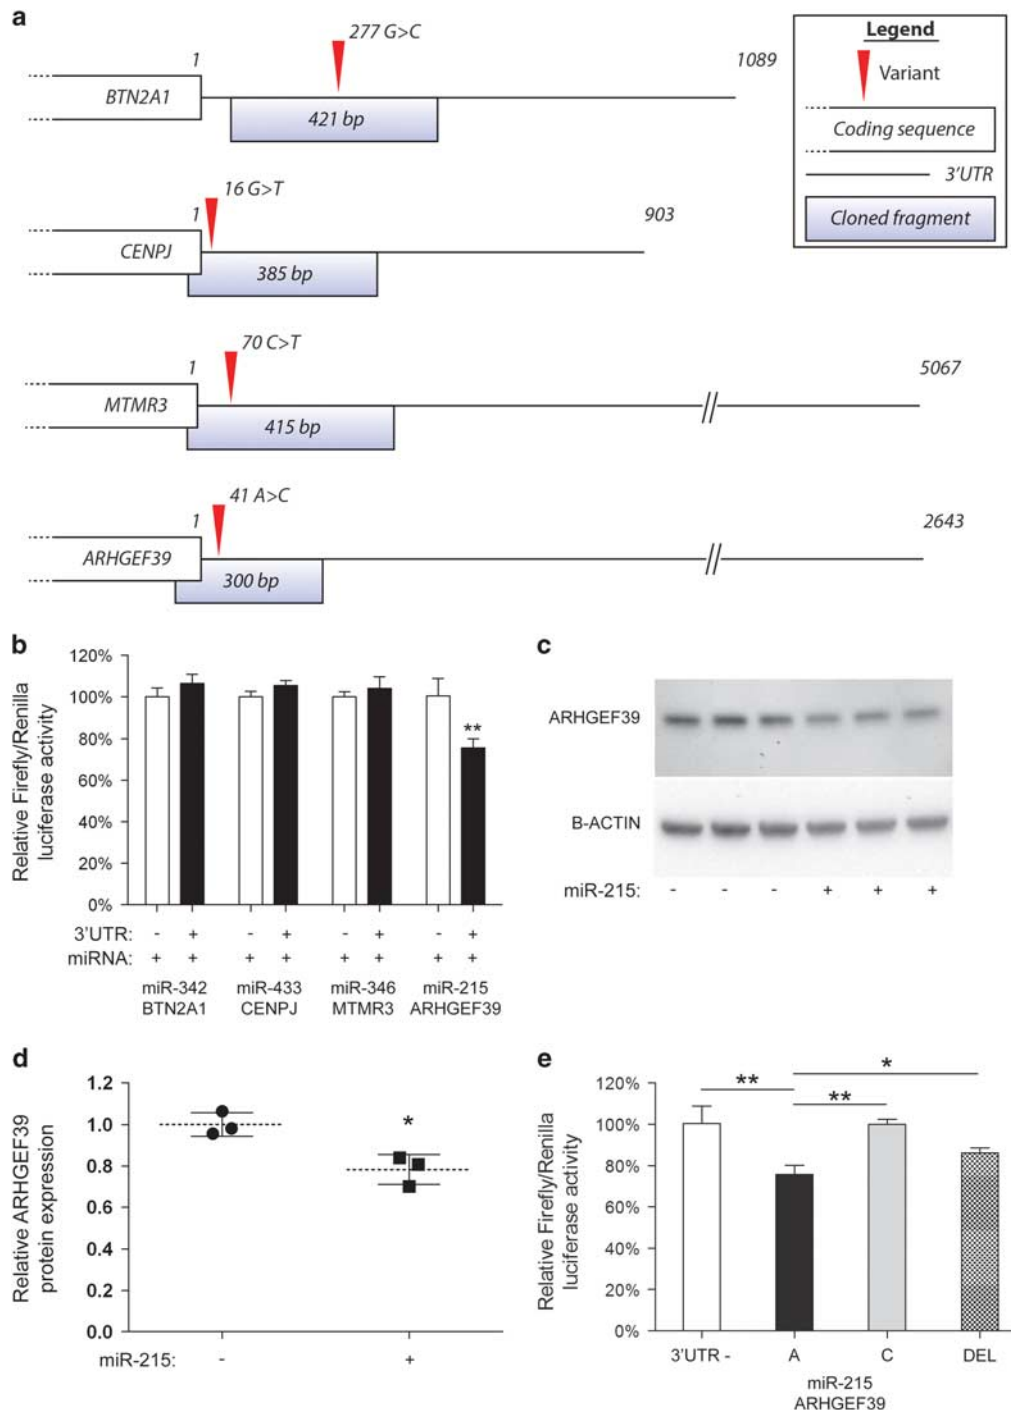 a
277 G>C
1
1089
BTN2A1
421 bp
16 G>T
1
903
CENPJ
385 bp
70 C>T
1
5067
MTMR3
415 bp
41 A>C
1
2643
ARHGEF39
300 bp
Legend
Variant
Coding sequence
3'UTR
Cloned fragment
b
Relative Firefly/Renilla
luciferase activity
120%
100%
80%
60%
40%
20%
0%
**
3'UTR: - + - + - + - +
miRNA: + + + + + + + +
miR-342 miR-433 miR-346 miR-215
BTN2A1 CENPJ MTMR3 ARHGEF39
c
ARHGEF39
B-ACTIN
miR-215: - - - + + +
d
Relative ARHGEF39
protein expression
1.2
1.0
0.8
0.6
0.4
0.2
0.0
*
miR-215: - +
e
Relative Firefly/Renilla
luciferase activity
120%
100%
80%
60%
40%
20%
0%
*
** **
3'UTR - A C DEL
miR-215
ARHGEF39